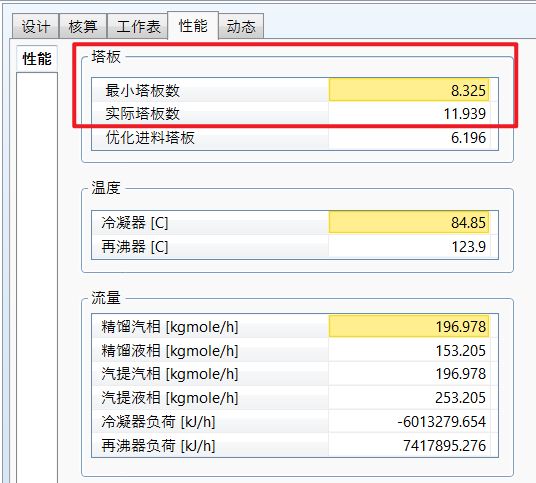 设计 核算 工作表 性能 动态
性能
塔板
最小塔板数 8.325
实际塔板数 11.939
优化进料塔板 6.196
温度
冷凝器 [C] 84.85
再沸器 [C] 123.9
流量
精馏汽相 [kgmole/h] 196.978
精馏液相 [kgmole/h] 153.205
汽提汽相 [kgmole/h] 196.978
汽提液相 [kgmole/h] 253.205
冷凝器负荷 [kJ/h] -6013279.654
再沸器负荷 [kJ/h] 7417895.276